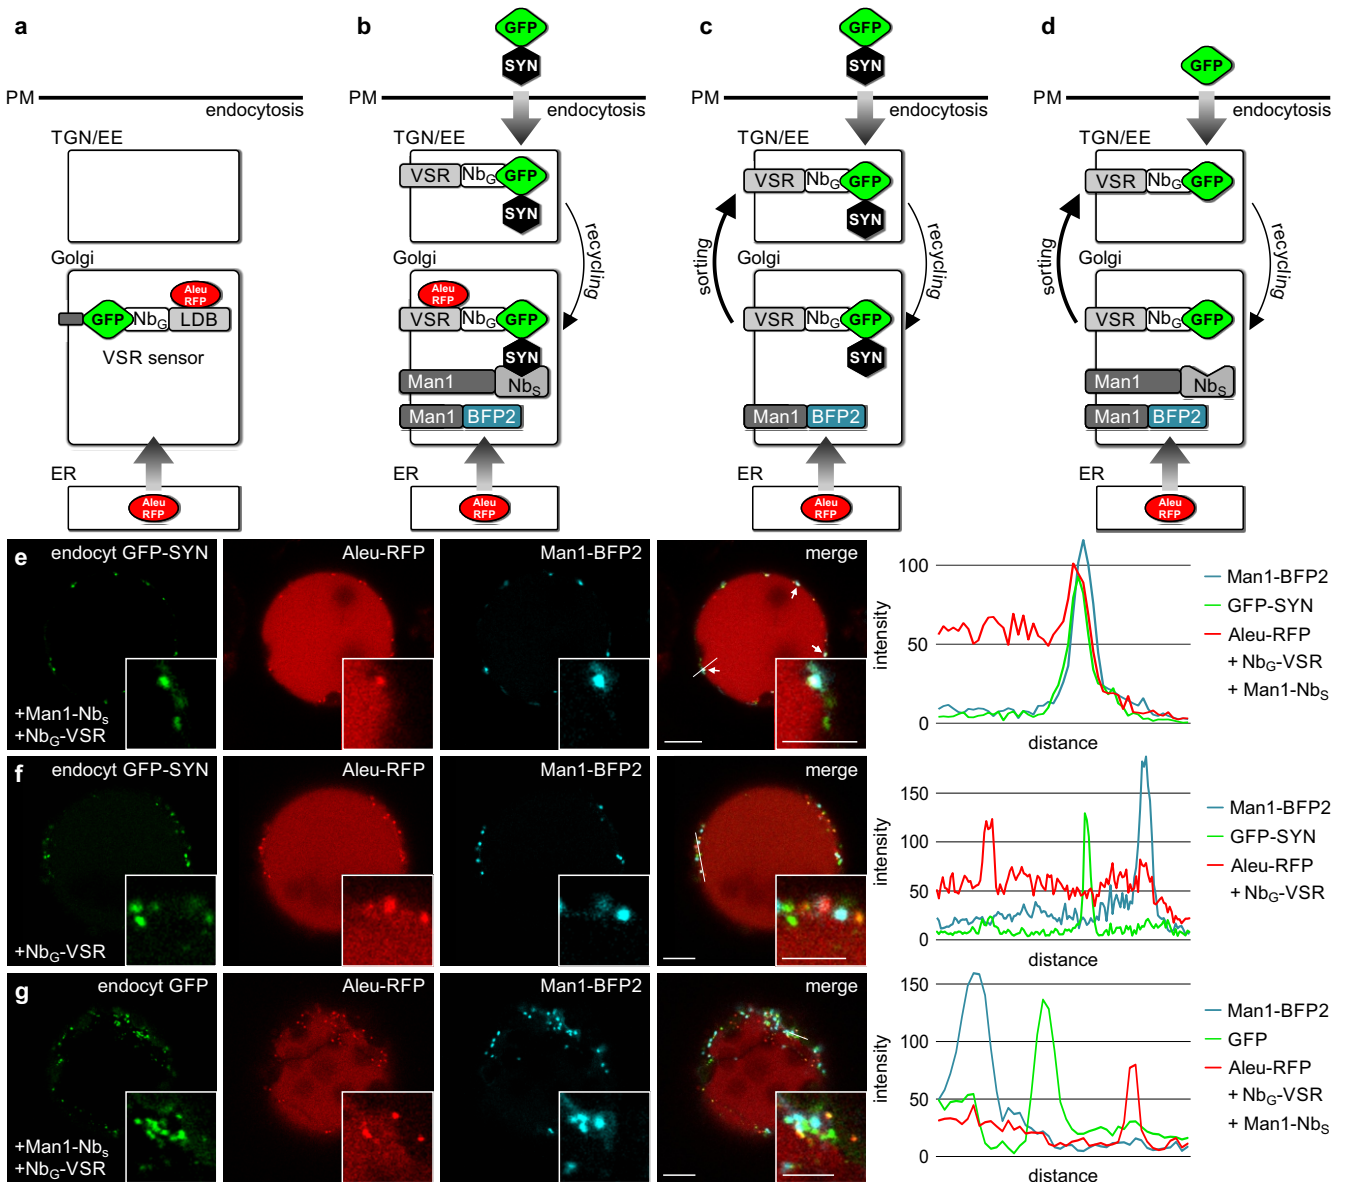 a
PM
endocytosis
TGN/EE
Golgi
Aleu
RFP
GFP
NbG
LDB
VSR sensor
ER
Aleu
RFP
b
GFP
SYN
PM
endocytosis
TGN/EE
VSR
NbG
GFP
SYN
recycling
Golgi
Aleu
RFP
VSR
NbG
GFP
SYN
Man1
NbS
Man1
BFP2
ER
Aleu
RFP
c
GFP
SYN
PM
endocytosis
TGN/EE
VSR
NbG
GFP
SYN
sorting
recycling
Golgi
VSR
NbG
GFP
SYN
Man1
BFP2
ER
Aleu
RFP
d
GFP
PM
endocytosis
TGN/EE
VSR
NbG
GFP
sorting
recycling
Golgi
VSR
NbG
GFP
Man1
NbS
Man1
BFP2
ER
Aleu
RFP
e
endocyt GFP-SYN
+Man1-Nbs
+NbG-VSR
Aleu-RFP
Man1-BFP2
merge
intensity
100
50
0
distance
Man1-BFP2
GFP-SYN
Aleu-RFP
+ NbG-VSR
+ Man1-NbS
f
endocyt GFP-SYN
+NbG-VSR
Aleu-RFP
Man1-BFP2
merge
intensity
150
100
50
0
distance
Man1-BFP2
GFP-SYN
Aleu-RFP
+ NbG-VSR
g
endocyt GFP
+Man1-Nbs
+NbG-VSR
Aleu-RFP
Man1-BFP2
merge
intensity
150
100
50
0
distance
Man1-BFP2
GFP
Aleu-RFP
+ NbG-VSR
+ Man1-NbS